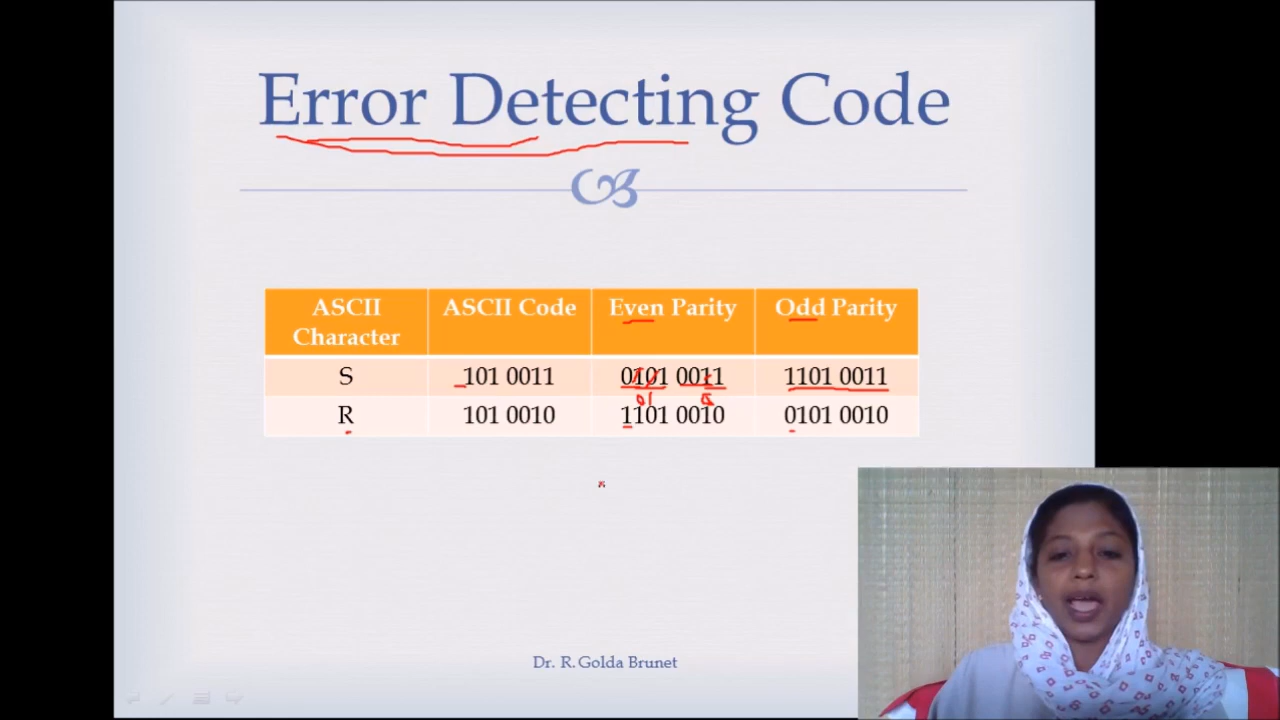 Error Detecting Code
ASCII Character ASCII Code Even Parity Odd Parity
S 101 0011 0101 0011 1101 0011
R 101 0010 1101 0010 0101 0010
Dr. R. Golda Brunet